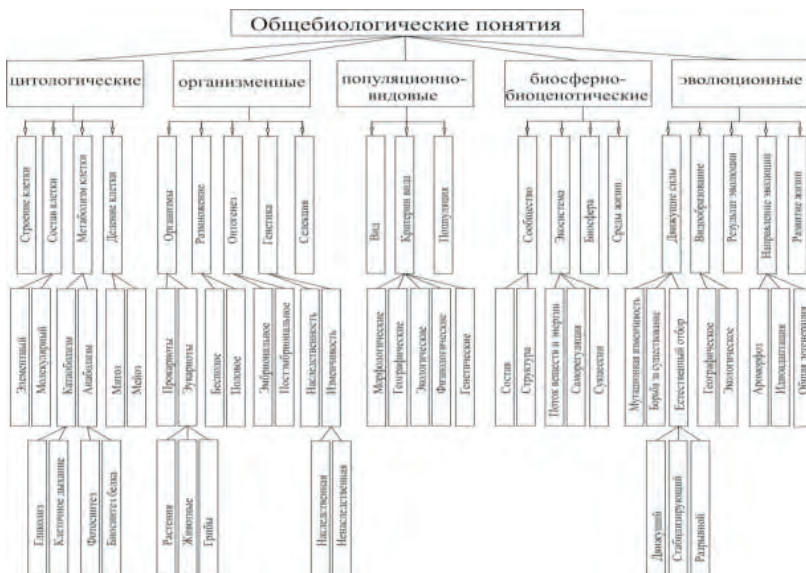 Общебиологические понятия
цитологические
организменные
популяционно-
видовые
биосферно-
биоценотические
эволюционные
Строение клетки
Состав клетки
Метаболизм клетки
Деление клетки
Организмы
Размножение
Онтогенез
Генетика
Селекция
Вид
Критерии вида
Популяция
Сообщество
Экосистема
Биосфера
Среды жизни
Движущие силы
Видообразование
Результат эволюции
Направление эволюции
Развитие жизни
Элементный
Молекулярный
Катаболизм
Анаболизм
Митоз
Мейоз
Прокариоты
Эукариоты
Бесполое
Половое
Эмбриональное
Постэмбриональное
Наследственность
Изменчивость
Морфологические
Географические
Экологические
Физиологические
Генетические
Состав
Структура
Поток веществ и энергии
Саморегуляция
Сукцессии
Мутационная изменчивость
Борьба за существование
Естественный отбор
Географическое
Экологическое
Ароморфоз
Идиоадаптация
Общая дегенерация
Гликолиз
Клеточное дыхание
Фотосинтез
Биосинтез белка
Растения
Животные
Грибы
Наследственная
Ненаследственная
Движущий
Стабилизирующий
Разрывной